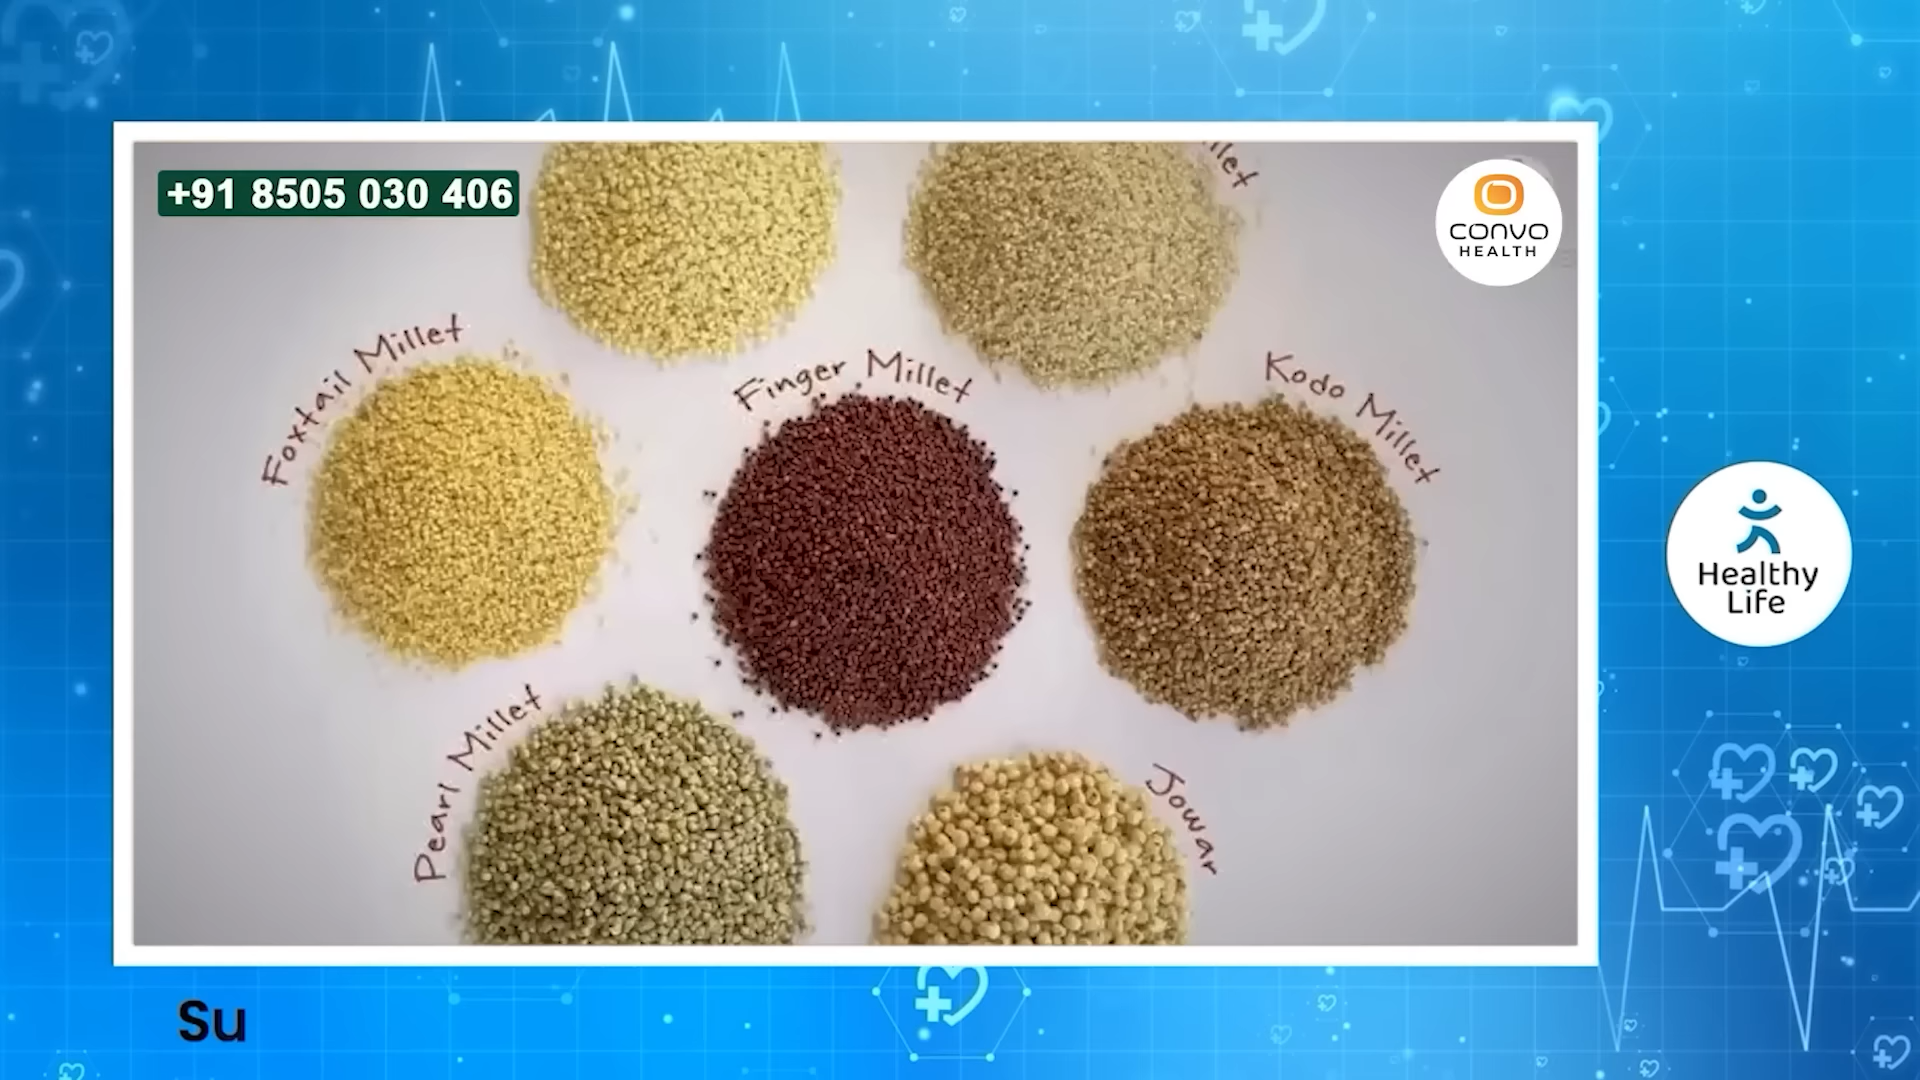 +91 8505 030 406
CONVO
HEALTH
Foxtail Millet
Finger Millet
Kodo Millet
Pearl Millet
Jowar
Healthy
Life
Su